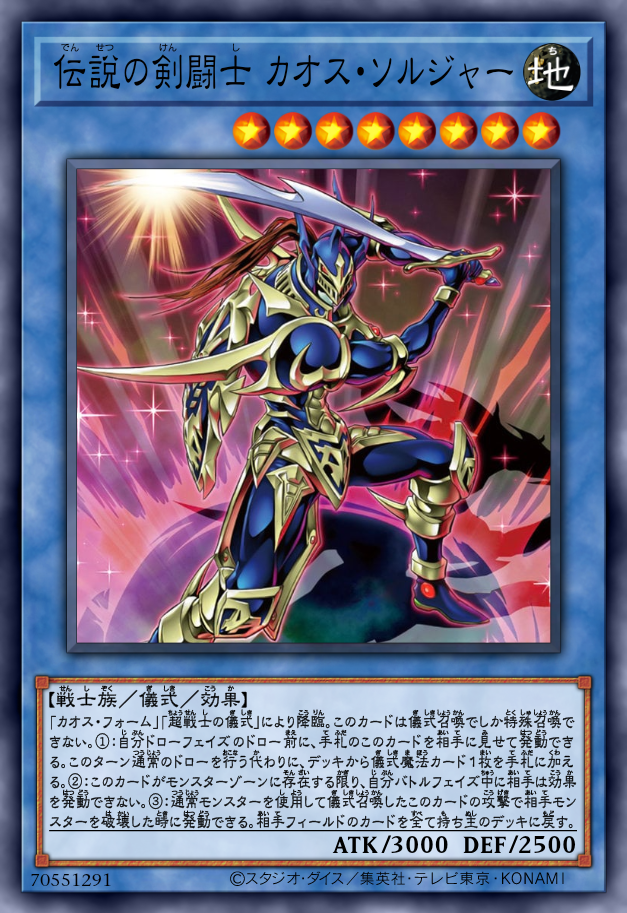 伝説の剣闘士 カオス・ソルジャー
地
【戦士族/儀式/効果】
「カオス・フォーム」「超戦士の儀式」により降臨。このカードは儀式召喚でしか特殊召喚で
きない。①:自分ドローフェイズのドロー前に、手札のこのカードを相手に見せて発動でき
る。このターン通常のドローを行う代わりに、デッキから儀式魔法カード1枚を手札に加え
る。②:このカードがモンスターゾーンに存在する限り、自分バトルフェイズ中に相手は効果
を発動できない。③:通常モンスターを使用して儀式召喚したこのカードの攻撃で相手モン
スターを破壊した時に発動できる。相手フィールドのカードを全て持ち主のデッキに戻す。
ATK/3000 DEF/2500
70551291 ©スタジオ・ダイス/集英社・テレビ東京・KONAMI